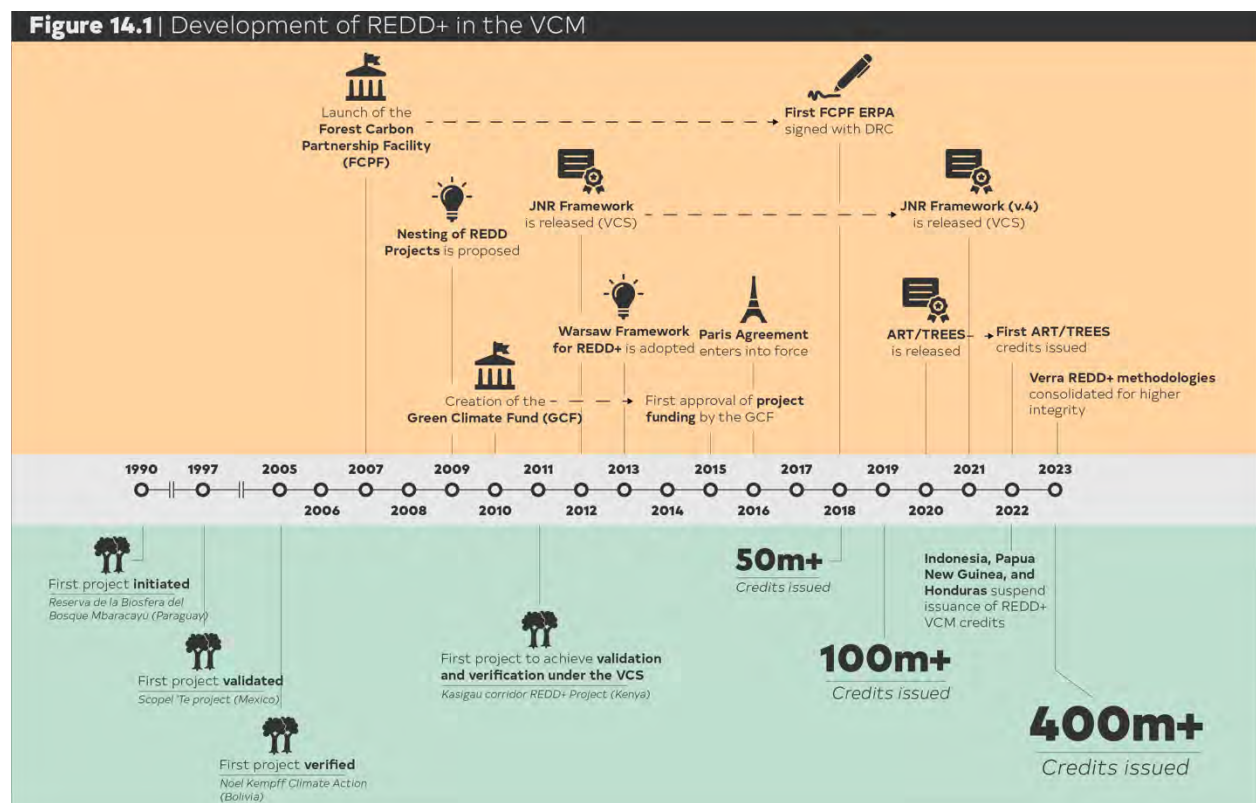 Figure 14.1 | Development of REDD+ in the VCM
Launch of the
Forest Carbon
Partnership Facility
(FCPF)
First FCPF ERPA
signed with DRC
Nesting of REDD
Projects is proposed
JNR Framework
is released (VCS)
JNR Framework (v.4)
is released (VCS)
Warsaw Framework
for REDD+ is adopted
Paris Agreement
enters into force
ART/TREES
is released
First ART/TREES
credits issued
Creation of the
Green Climate Fund (GCF)
First approval of project
funding by the GCF
Verra REDD+ methodologies
consolidated for higher
integrity
1990 1997 2005 2007 2009 2011 2013 2015 2017 2019 2021 2023
2006 2008 2010 2012 2014 2016 2018 2020 2022
First project initiated
Reserva de la Biosfera del
Bosque Mbaracayú (Paraguay)
First project validated
Scopel 'Te project (Mexico)
First project verified
Noel Kempff Climate Action
(Bolivia)
First project to achieve validation
and verification under the VCS
Kasigau corridor REDD+ Project (Kenya)
50m+
Credits issued
100m+
Credits issued
Indonesia, Papua
New Guinea, and
Honduras suspend
issuance of REDD+
VCM credits
400m+
Credits issued